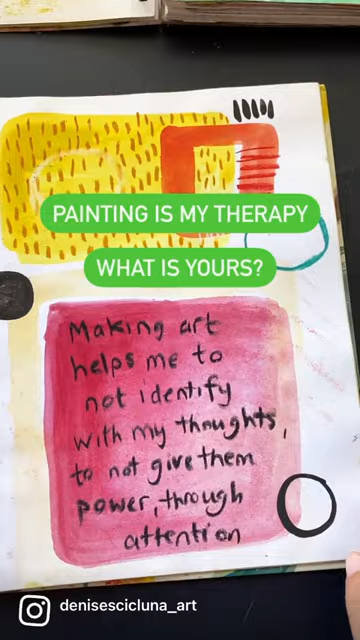 PAINTING IS MY THERAPY
WHAT IS YOURS?
Making art
helps me to
not identify
with my thoughts,
to not give them
power, through
attention
denisescicluna_art